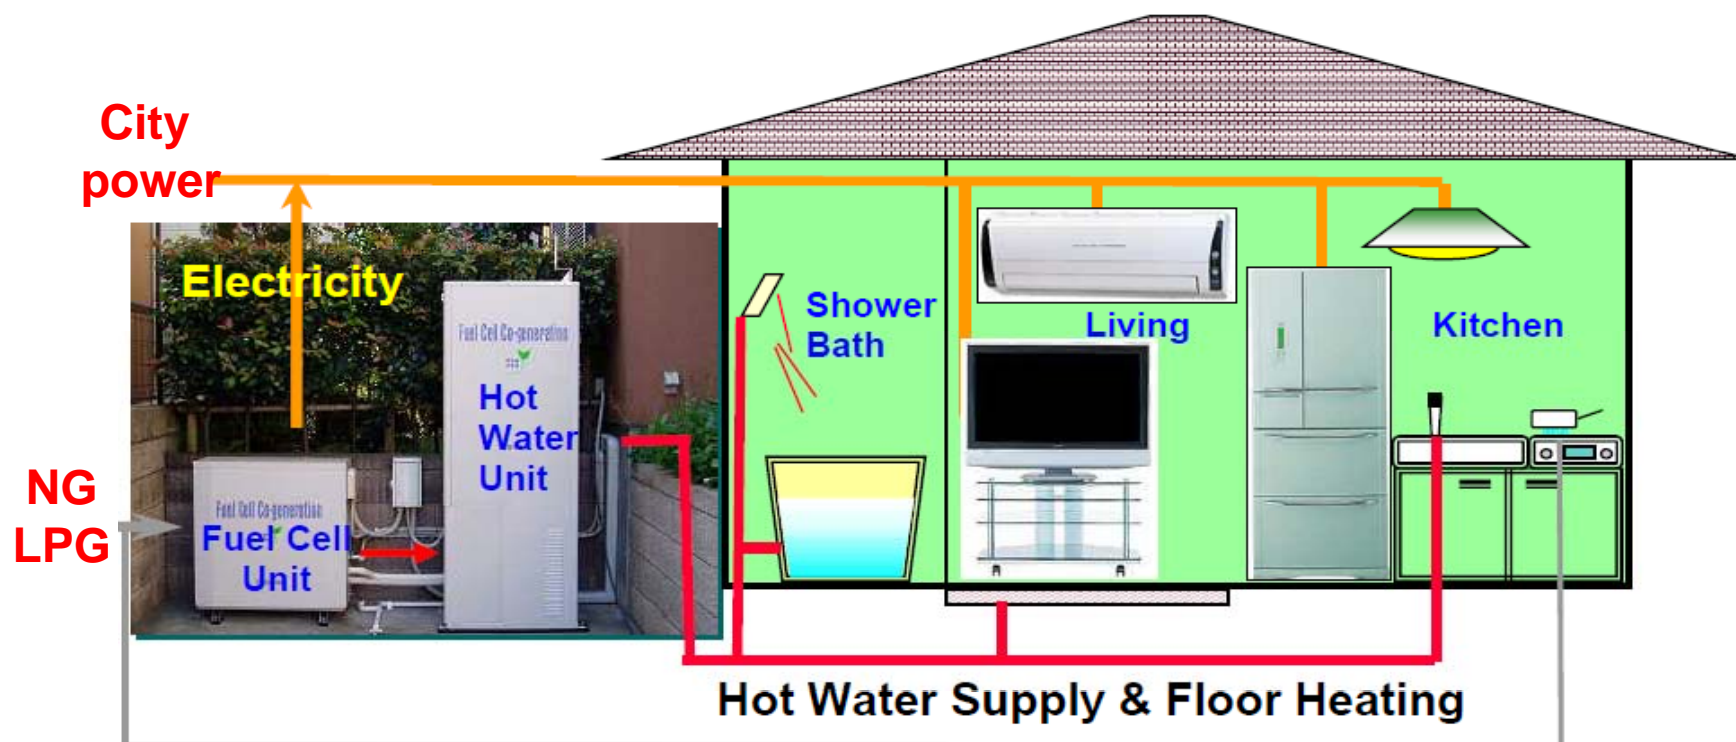 City
power
Electricity
Fuel Cell Co-generation
Hot
Water
Unit
NG
LPG
Fuel Cell Co-generation
Fuel Cell
Unit
Shower
Bath
Living
Kitchen
Hot Water Supply & Floor Heating